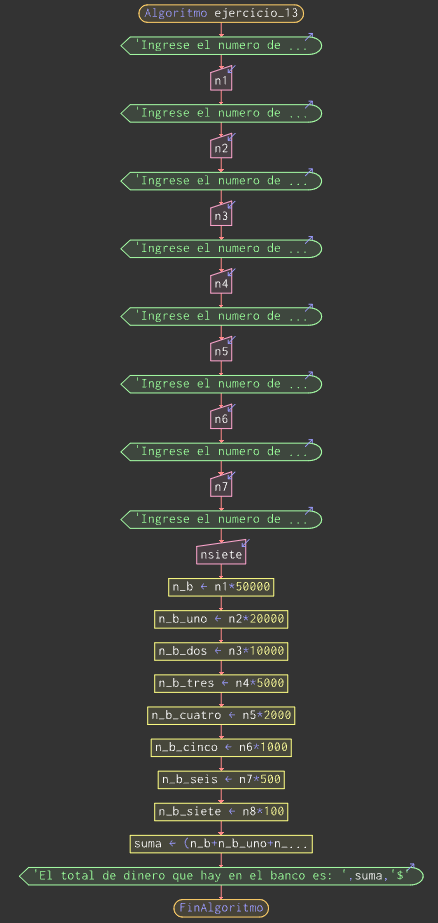 Algoritmo ejercicio_13
'Ingrese el numero de ...
n1
'Ingrese el numero de ...
n2
'Ingrese el numero de ...
n3
'Ingrese el numero de ...
n4
'Ingrese el numero de ...
n5
'Ingrese el numero de ...
n6
'Ingrese el numero de ...
n7
'Ingrese el numero de ...
nsiete
n_b ← n1*50000
n_b_uno ← n2*20000
n_b_dos ← n3*10000
n_b_tres ← n4*5000
n_b_cuatro ← n5*2000
n_b_cinco ← n6*1000
n_b_seis ← n7*500
n_b_siete ← n8*100
suma ← (n_b+n_b_uno+n_...
'El total de dinero que hay en el banco es: ',suma,'$'
FinAlgoritmo